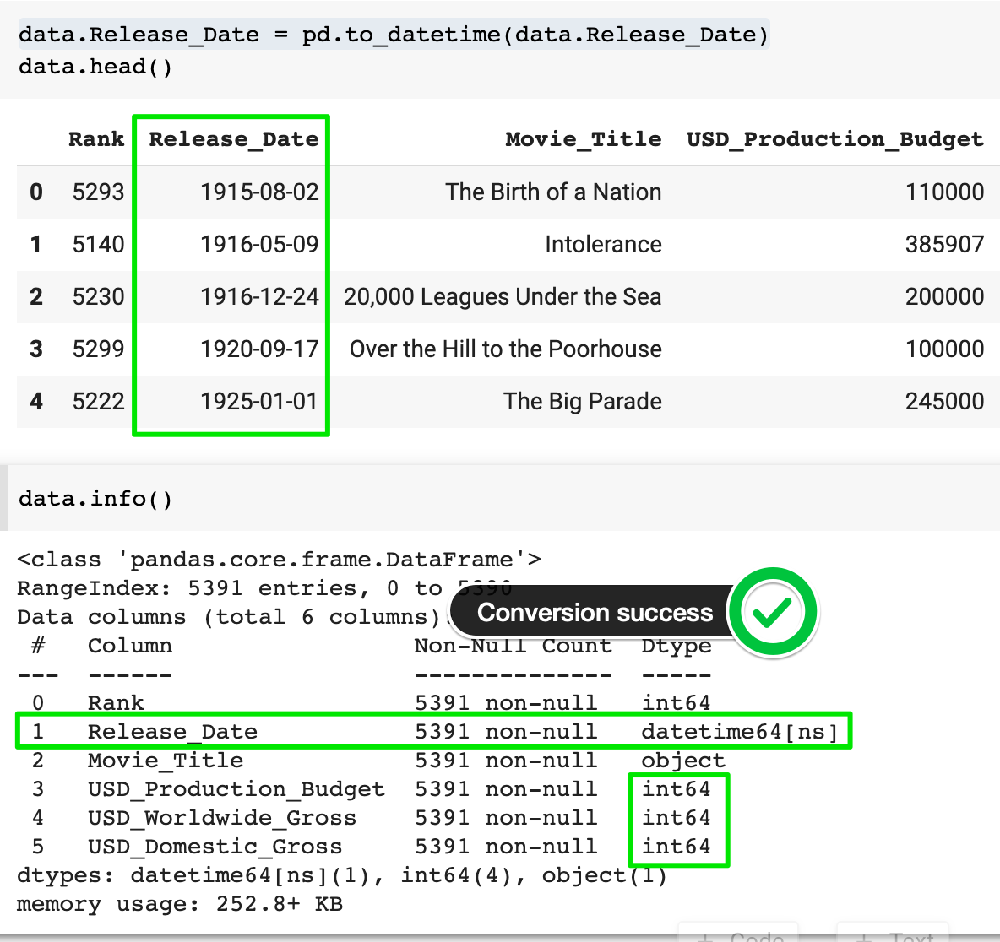 data.Release_Date = pd.to_datetime(data.Release_Date)
data.head()
Rank Release_Date Movie_Title USD_Production_Budget
0 5293 1915-08-02 The Birth of a Nation 110000
1 5140 1916-05-09 Intolerance 385907
2 5230 1916-12-24 20,000 Leagues Under the Sea 200000
3 5299 1920-09-17 Over the Hill to the Poorhouse 100000
4 5222 1925-01-01 The Big Parade 245000
data.info()
<class 'pandas.core.frame.DataFrame'>
RangeIndex: 5391 entries, 0 to 5390
Data columns (total 6 columns):
Conversion success
# Column Non-Null Count Dtype
--- ------ -------------- -----
0 Rank 5391 non-null int64
1 Release_Date 5391 non-null datetime64[ns]
2 Movie_Title 5391 non-null object
3 USD_Production_Budget 5391 non-null int64
4 USD_Worldwide_Gross 5391 non-null int64
5 USD_Domestic_Gross 5391 non-null int64
dtypes: datetime64[ns](1), int64(4), object(1)
memory usage: 252.8+ KB
+ Code + Text